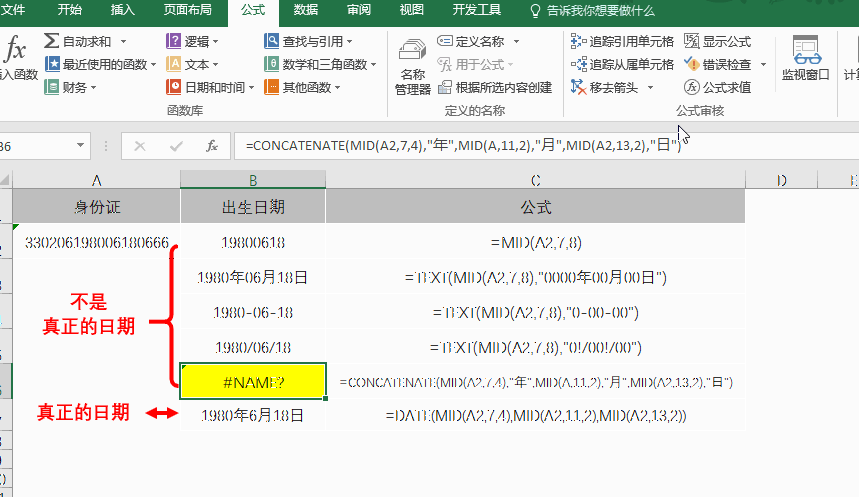 文件 开始 插入 页面布局 公式 数据 审阅 视图 开发工具 告诉我你想要做什么
fx Σ 自动求和 逻辑 查找与引用 定义名称 追踪引用单元格 显示公式
插入函数 最近使用的函数 文本 数学和三角函数 名称 用于公式 追踪从属单元格 错误检查 监视窗口
财务 日期和时间 其他函数 管理器 根据所选内容创建 移去箭头 公式求值
函数库 定义的名称 公式审核
B6 fx =CONCATENATE(MID(A2,7,4),"年",MID(A,11,2),"月",MID(A2,13,2),"日")
A B C D
身份证 出生日期 公式
330206198006180666 19800618 =MID(A2,7,8)
1980年06月18日 =TEXT(MID(A2,7,8),"0000年00月00日")
不是
真正的日期
1980-06-18 =TEXT(MID(A2,7,8),"0-00-00")
1980/06/18 =TEXT(MID(A2,7,8),"0!/00!/00")
#NAME? =CONCATENATE(MID(A2,7,4),"年",MID(A,11,2),"月",MID(A2,13,2),"日")
真正的日期 1980年6月18日 =DATE(MID(A2,7,4),MID(A2,11,2),MID(A2,13,2))